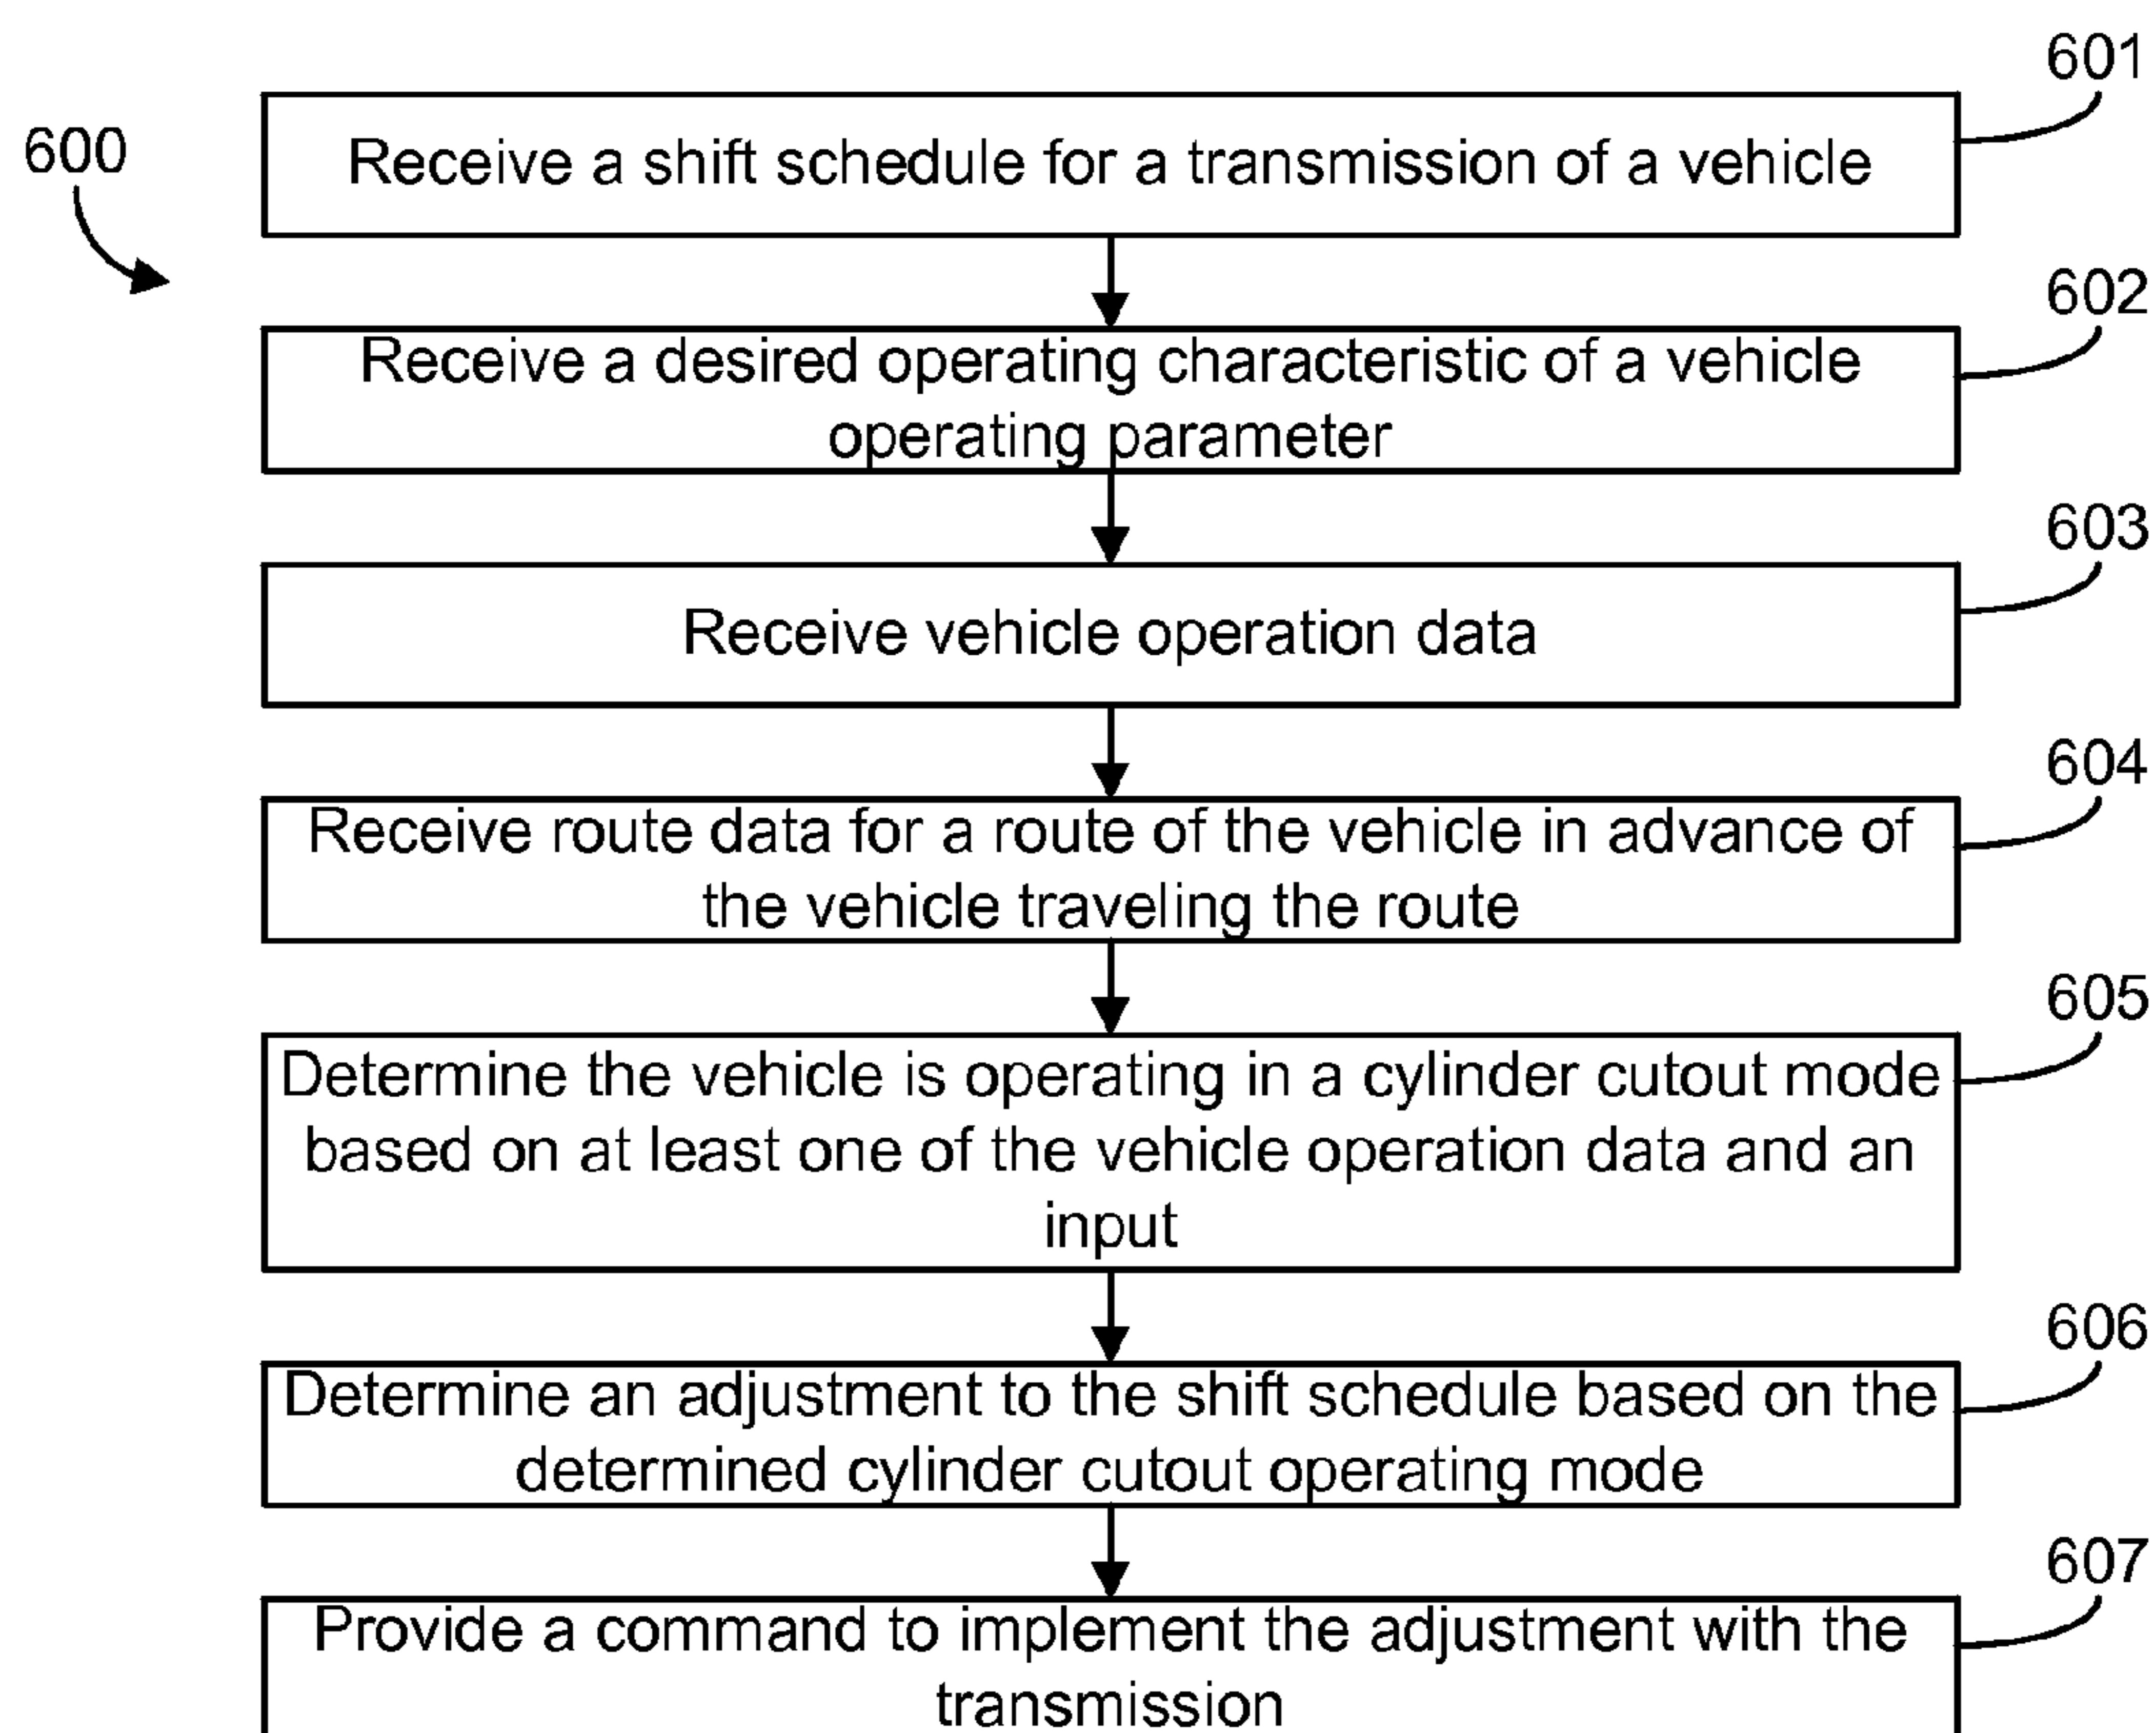 601
600
Receive a shift schedule for a transmission of a vehicle
602
Receive a desired operating characteristic of a vehicle
operating parameter
603
Receive vehicle operation data
604
Receive route data for a route of the vehicle in advance of
the vehicle traveling the route
605
Determine the vehicle is operating in a cylinder cutout mode
based on at least one of the vehicle operation data and an
input
606
Determine an adjustment to the shift schedule based on the
determined cylinder cutout operating mode
607
Provide a command to implement the adjustment with the
transmission